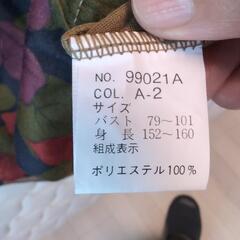 NO. 99021A
COL. A-2
サイズ
バスト 79～101
身 長 152～160
組成表示
ポリエステル100%